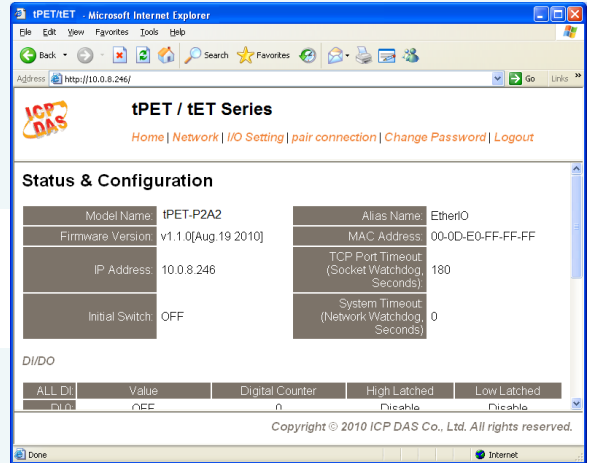 tPET/tET - Microsoft Internet Explorer
File Edit View Favorites Tools Help
Back Search Favorites
Address http://10.0.8.246/ Go Links »
ICP DAS
tPET / tET Series
Home | Network | I/O Setting | pair connection | Change Password | Logout
Status & Configuration
Model Name: tPET-P2A2 Alias Name: EtherIO
Firmware Version: v1.1.0[Aug.19 2010] MAC Address: 00-0D-E0-FF-FF-FF
IP Address: 10.0.8.246 TCP Port Timeout (Socket Watchdog, Seconds): 180
Initial Switch: OFF System Timeout (Network Watchdog, Seconds) 0
DI/DO
ALL DI: Value Digital Counter High Latched Low Latched
DI0: OFF 0 Disable Disable
Copyright © 2010 ICP DAS Co., Ltd. All rights reserved.
Done Internet